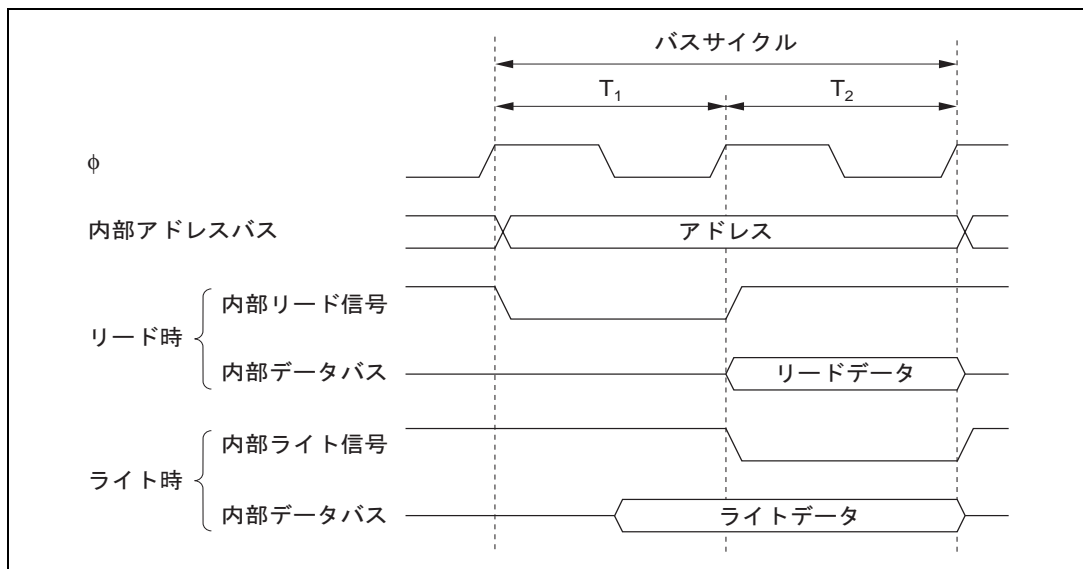 バスサイクル
T₁ T₂
φ
内部アドレスバス アドレス
リード時 内部リード信号
内部データバス リードデータ
ライト時 内部ライト信号
内部データバス ライトデータ